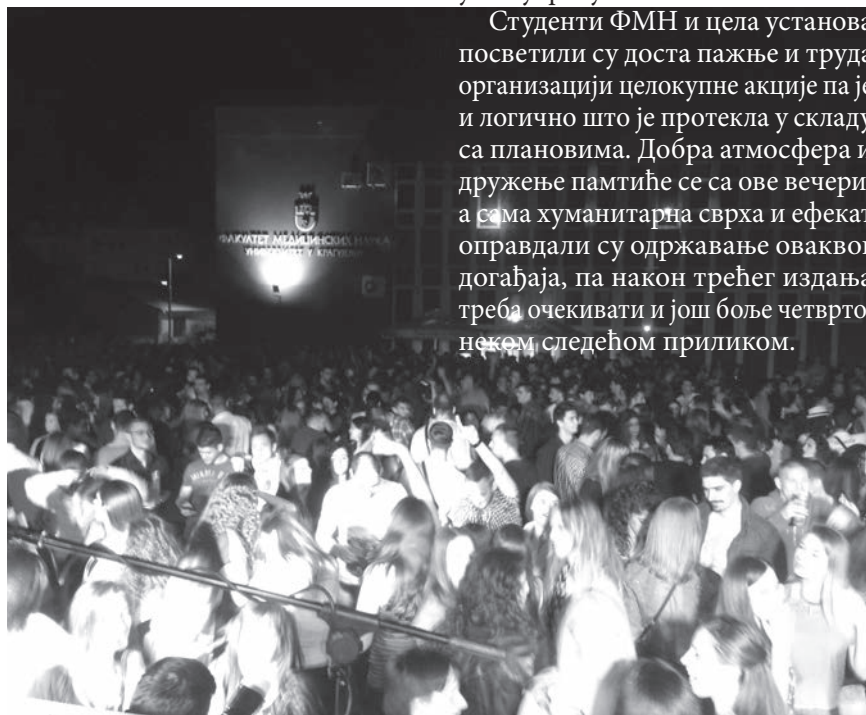 Студенти ФМН и цела установа
посветили су доста пажње и труда
организацији целокупне акције па је
и логично што је протекла у складу
са плановима. Добра атмосфера и
дружење памтиће се са ове вечери,
а сама хуманитарна сврха и ефекат
оправдали су одржавање оваквог
догађаја, па након трећег издања
треба очекивати и још боље четврто,
неком следећом приликом.
ФАКУЛТЕТ МЕДИЦИНСКИХ НАУКА
УНИВЕРЗИТЕТ У КРАГУЈЕВЦУ